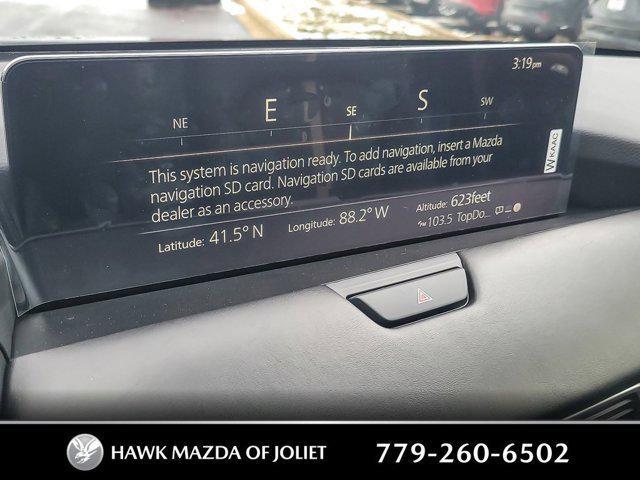 3:19pm
NE E SE S SW
This system is navigation ready. To add navigation, insert a Mazda
navigation SD card. Navigation SD cards are available from your
dealer as an accessory.
WKAAC
Latitude: 41.5° N Longitude: 88.2° W Altitude: 623feet
FM 103.5 TopDo...
HAWK MAZDA OF JOLIET 779-260-6502